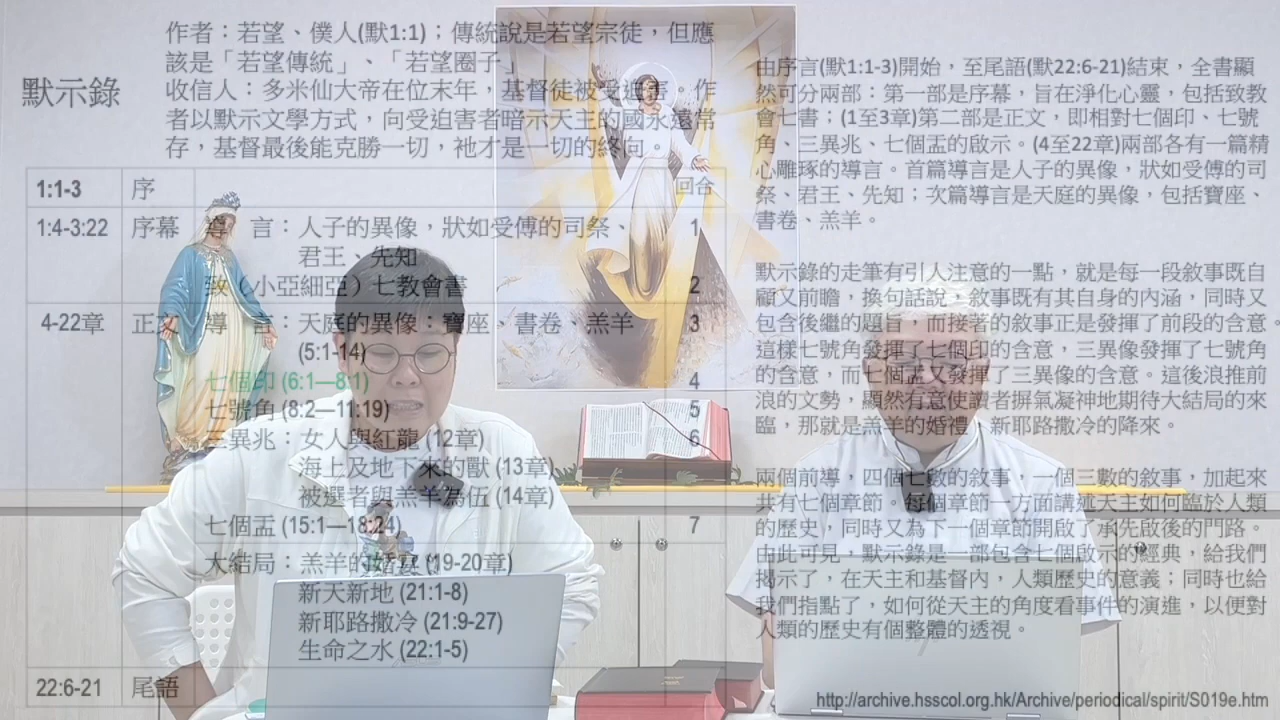 作者：若望、僕人(默1:1)；傳統說是若望宗徒，但應
該是「若望傳統」、「若望圈子」
默示錄
收信人：多米仙大帝在位末年，基督徒被受迫害。作
者以默示文學方式，向受迫害者暗示天主的國永遠常
存，基督最後能克勝一切，祂才是一切的終向。
1:1-3 序 回合
1:4-3:22 序幕 導　言：人子的異像，狀如受傅的司祭、 1
君王、先知
致（小亞細亞）七教會書 2
4-22章 正文 導　言：天庭的異像：寶座、書卷、羔羊 3
(5:1-14)
七個印 (6:1—8:1) 4
七號角 (8:2—11:19) 5
三異兆：女人與紅龍 (12章) 6
海上及地下來的獸 (13章)
被選者與羔羊為伍 (14章)
七個盂 (15:1—18:24) 7
大結局：羔羊的婚宴 (19-20章)
新天新地 (21:1-8)
新耶路撒冷 (21:9-27)
生命之水 (22:1-5)
22:6-21 尾語
由序言(默1:1-3)開始，至尾語(默22:6-21)結束，全書顯
然可分兩部：第一部是序幕，旨在淨化心靈，包括致教
會七書；(1至3章)第二部是正文，即相對七個印、七號
角、三異兆、七個盂的啟示。(4至22章)兩部各有一篇精
心雕琢的導言。首篇導言是人子的異像，狀如受傅的司
祭、君王、先知；次篇導言是天庭的異像，包括寶座、
書卷、羔羊。
默示錄的走筆有引人注意的一點，就是每一段敘事既自
顧又前瞻，換句話說，敘事既有其自身的內涵，同時又
包含後繼的題旨，而接著的敘事正是發揮了前段的含意。
這樣七號角發揮了七個印的含意，三異像發揮了七號角
的含意，而七個盂又發揮了三異像的含意。這後浪推前
浪的文勢，顯然有意使讀者摒氣凝神地期待大結局的來
臨，那就是羔羊的婚禮、新耶路撒冷的降來。
兩個前導，四個七數的敘事，一個三數的敘事，加起來
共有七個章節。每個章節一方面講述天主如何臨於人類
的歷史，同時又為下一個章節開啟了承先啟後的門路。
由此可見，默示錄是一部包含七個啟示的經典，給我們
揭示了，在天主和基督內，人類歷史的意義；同時也給
我們指點了，如何從天主的角度看事件的演進，以便對
人類的歷史有個整體的透視。
http://archive.hsscol.org.hk/Archive/periodical/spirit/S019e.htm